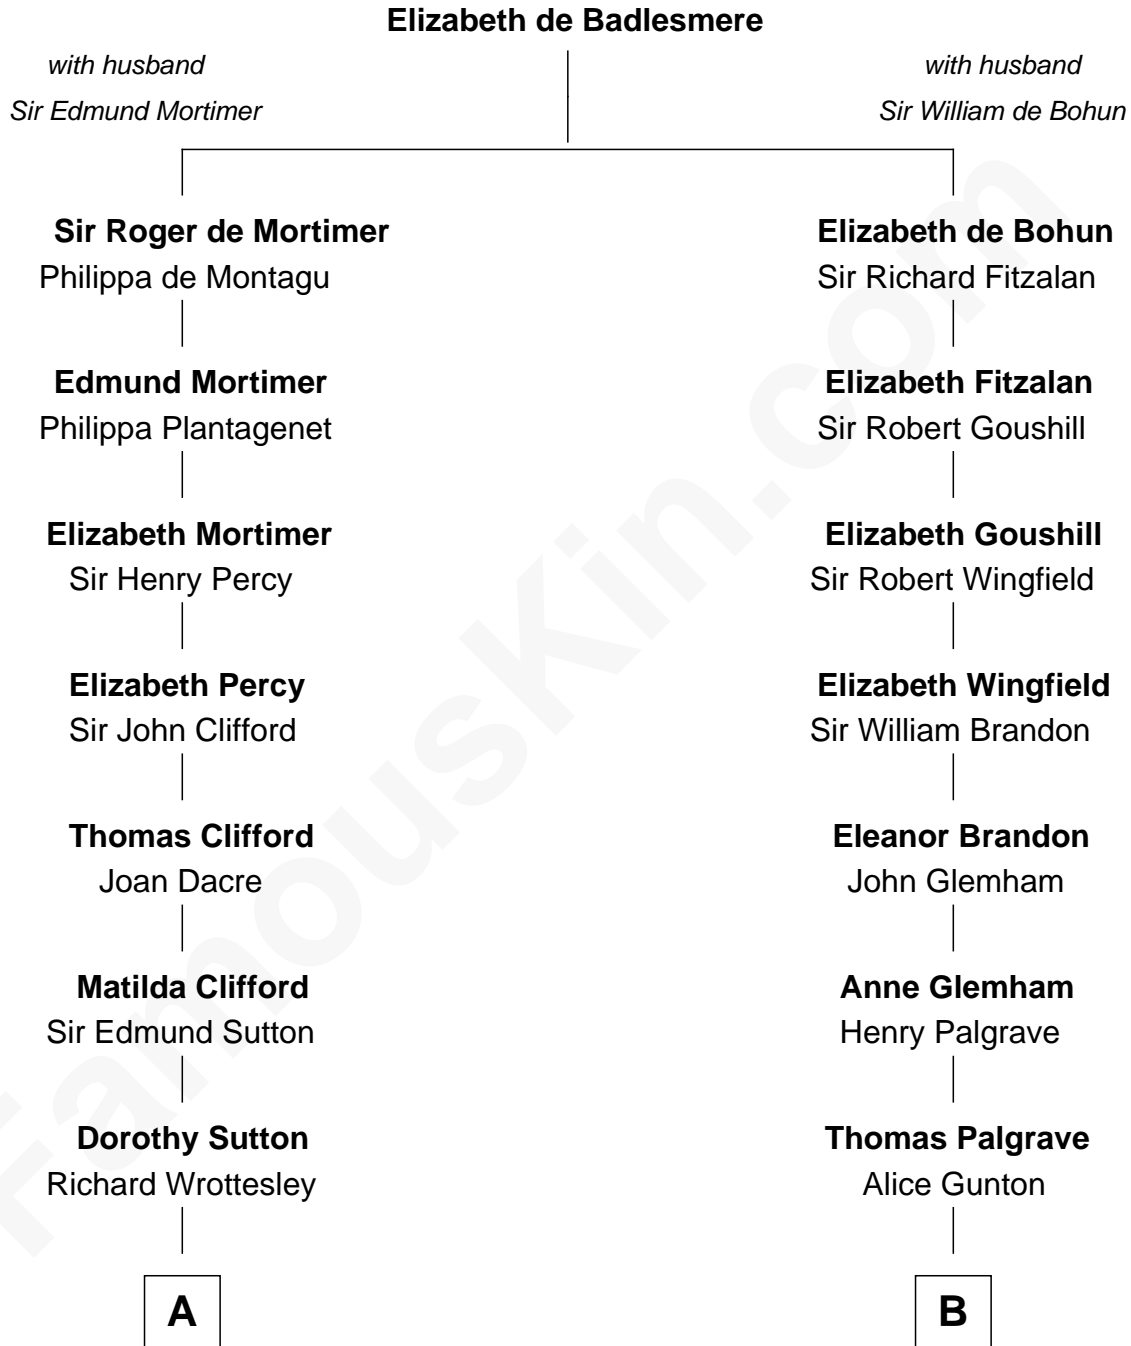 Elizabeth de Badlesmere
with husband
Sir Edmund Mortimer
with husband
Sir William de Bohun
Sir Roger de Mortimer
Philippa de Montagu
Elizabeth de Bohun
Sir Richard Fitzalan
Edmund Mortimer
Philippa Plantagenet
Elizabeth Fitzalan
Sir Robert Goushill
Elizabeth Mortimer
Sir Henry Percy
Elizabeth Goushill
Sir Robert Wingfield
Elizabeth Percy
Sir John Clifford
Elizabeth Wingfield
Sir William Brandon
Thomas Clifford
Joan Dacre
Eleanor Brandon
John Glemham
Matilda Clifford
Sir Edmund Sutton
Anne Glemham
Henry Palgrave
Dorothy Sutton
Richard Wrottesley
Thomas Palgrave
Alice Gunton
A
B
FamousKin.com